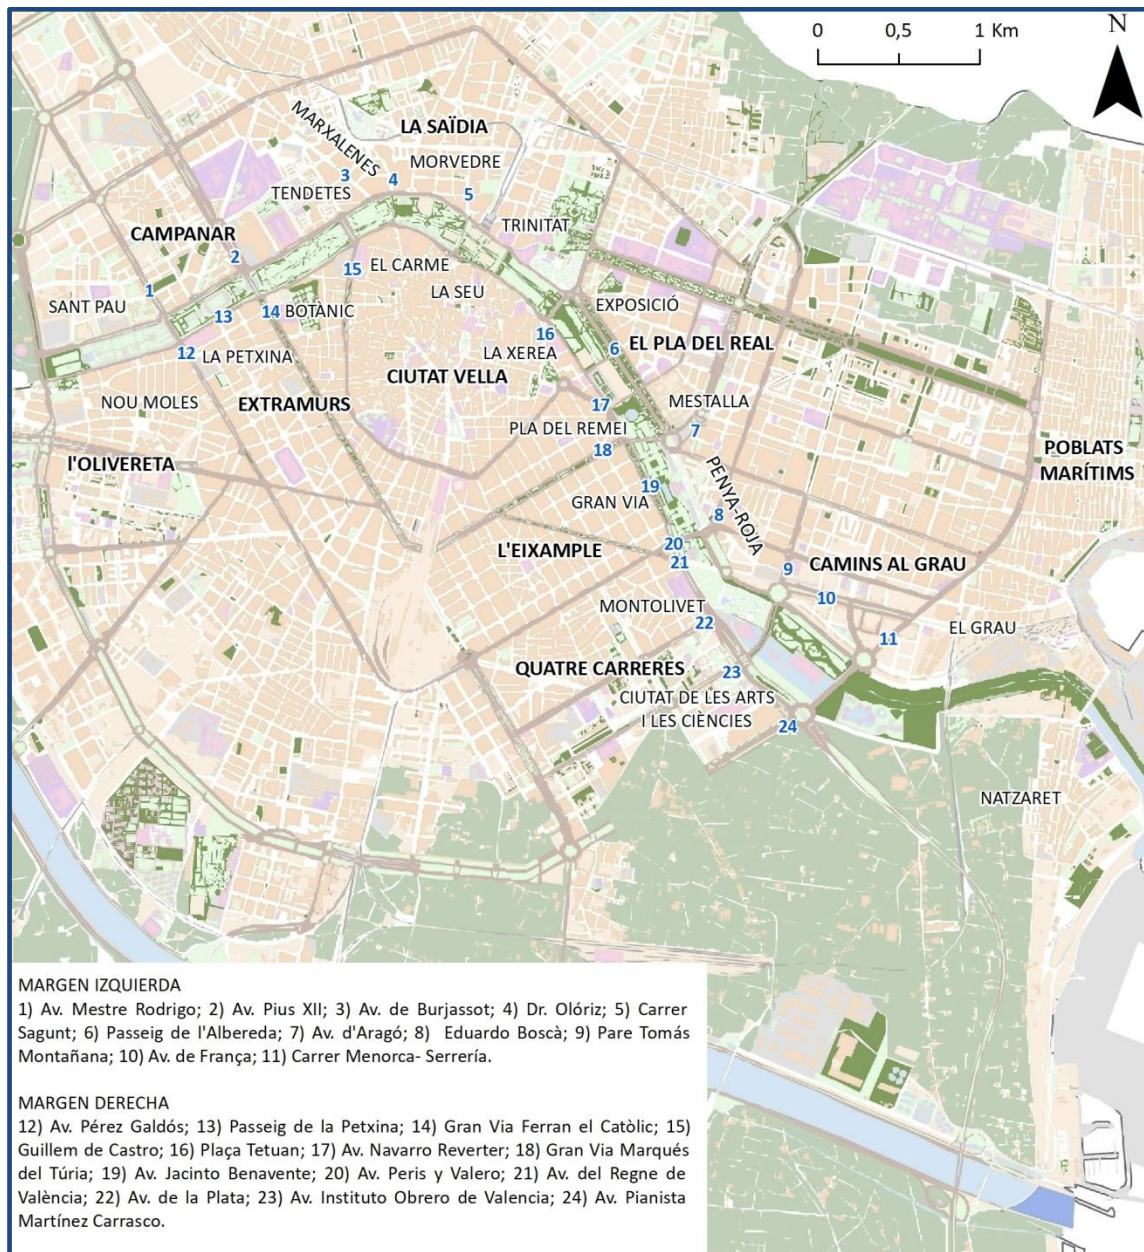 0 0,5 1 Km
N
MARXALENES
LA SAÏDIA
MORVEDRE
3
4
5
TENDETES
TRINITAT
CAMPANAR
2
EL CARME
15
LA SEU
1
SANT PAU
13
14 BOTÀNIC
EXPOSICIÓ
16
6
EL PLA DEL REAL
12
LA PETXINA
LA XEREA
CIUTAT VELLA
NOU MOLES
EXTRAMURS
17
MESTALLA
PLA DEL REMEI
7
18
POBLATS
MARÍTIMS
l'OLIVERETA
PENYA-ROJA
19
GRAN VIA
8
L'EIXAMPLE
20
21
9
CAMINS AL GRAU
10
MONTOLIVET
22
11
EL GRAU
QUATRE CARRERES
23
CIUTAT DE LES ARTS
I LES CIÈNCIES
24
NATZARET
MARGEN IZQUIERDA
1) Av. Mestre Rodrigo; 2) Av. Pius XII; 3) Av. de Burjassot; 4) Dr. Olóriz; 5) Carrer
Sagunt; 6) Passeig de l'Albereda; 7) Av. d'Aragó; 8) Eduardo Boscà; 9) Pare Tomás
Montañana; 10) Av. de França; 11) Carrer Menorca- Serrería.
MARGEN DERECHA
12) Av. Pérez Galdós; 13) Passeig de la Petxina; 14) Gran Via Ferran el Catòlic; 15)
Guillem de Castro; 16) Plaça Tetuan; 17) Av. Navarro Reverter; 18) Gran Via Marqués
del Túria; 19) Av. Jacinto Benavente; 20) Av. Peris y Valero; 21) Av. del Regne de
València; 22) Av. de la Plata; 23) Av. Instituto Obrero de Valencia; 24) Av. Pianista
Martínez Carrasco.